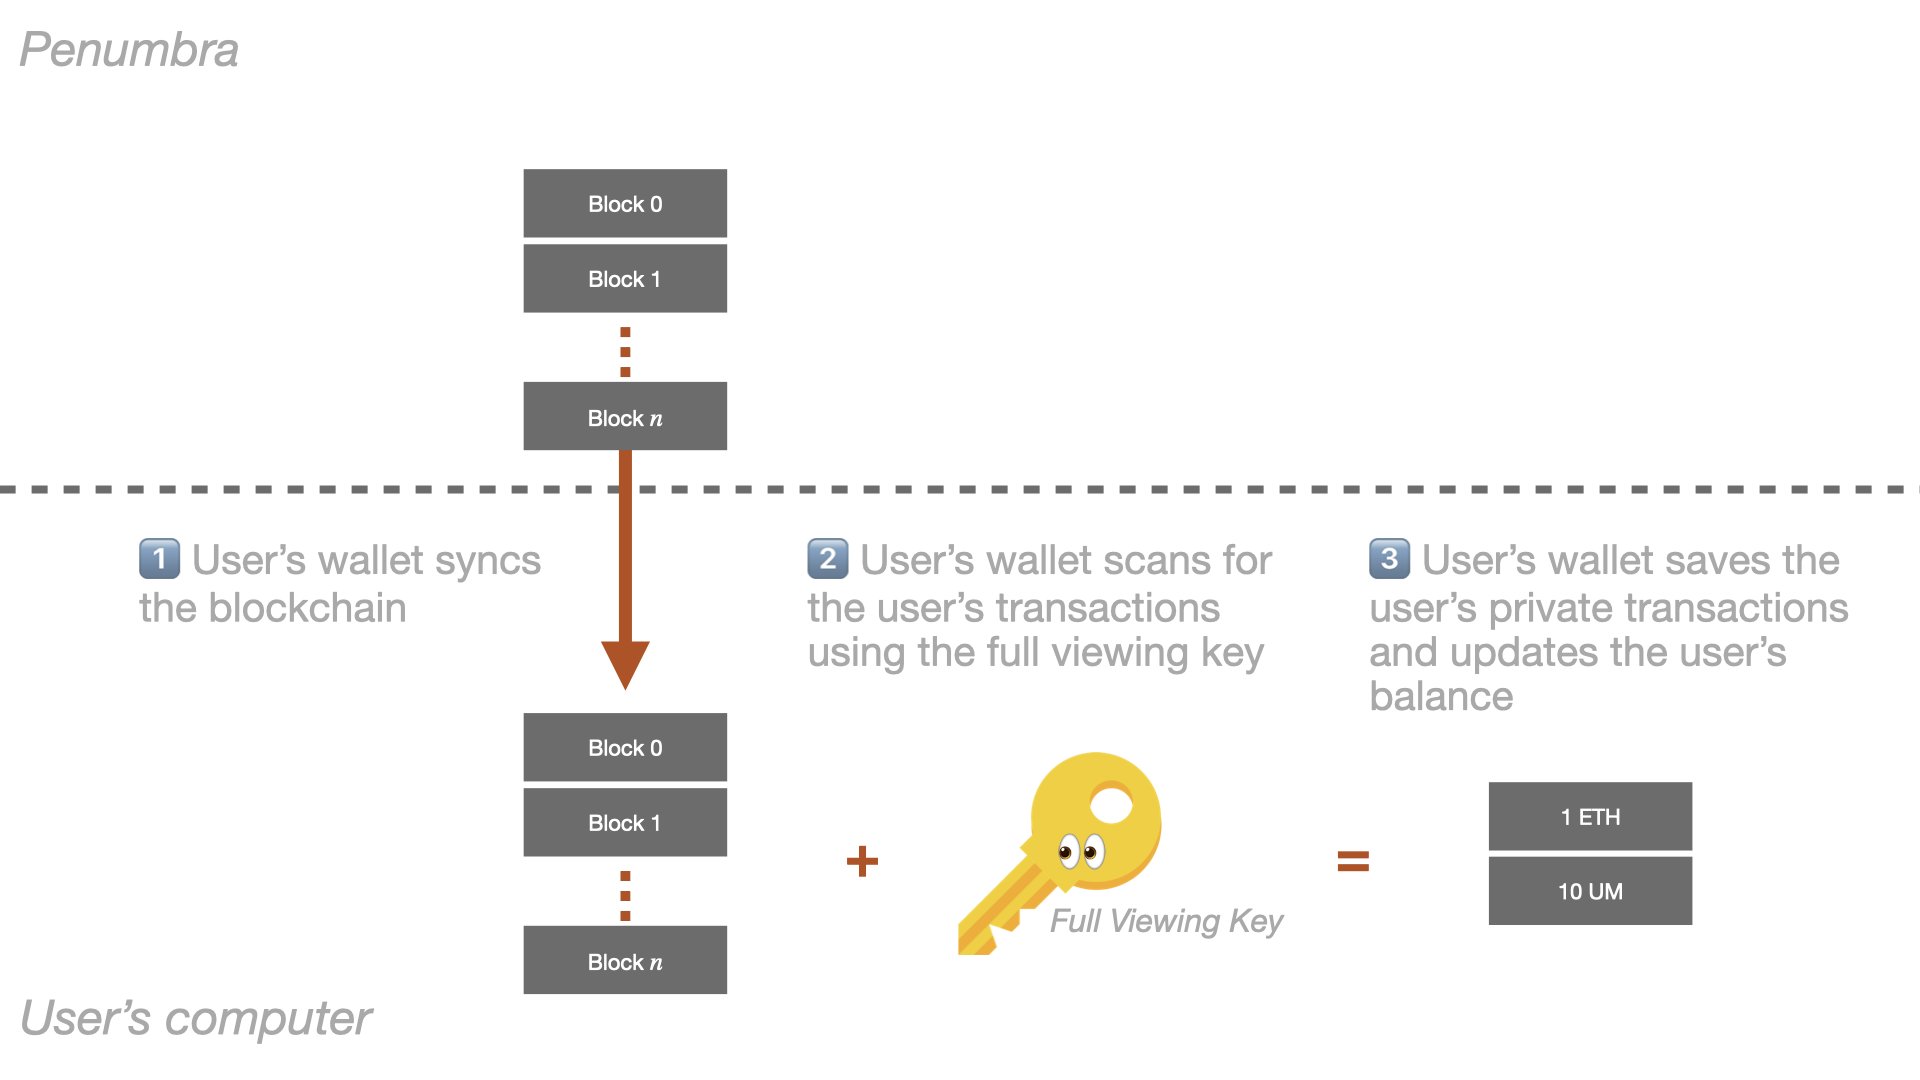 Penumbra
Block 0
Block 1
Block n
1 User’s wallet syncs
the blockchain
2 User’s wallet scans for
the user’s transactions
using the full viewing key
3 User’s wallet saves the
user’s private transactions
and updates the user’s
balance
Block 0
Block 1
Block n
+
Full Viewing Key
=
1 ETH
10 UM
User’s computer